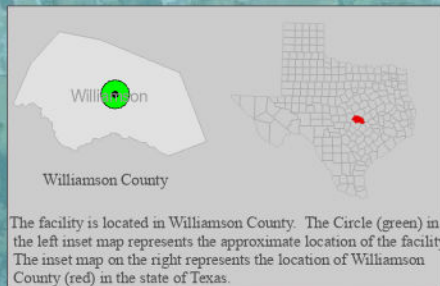 Williamson
Williamson County
The facility is located in Williamson County. The Circle (green) in
the left inset map represents the approximate location of the facility.
The inset map on the right represents the location of Williamson
County (red) in the state of Texas.